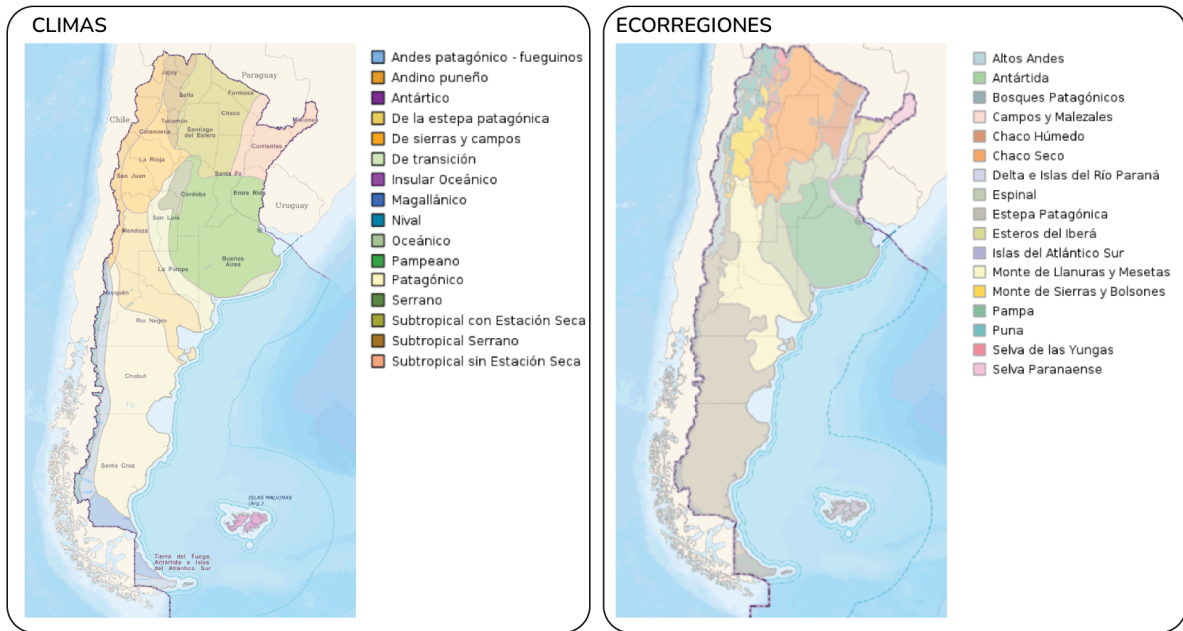 CLIMAS
Jujuy
Paraguay
Salta
Formosa
Chaco
Chile
Tucumán
Misiones
Catamarca
Santiago
del Estero
Corrientes
La Rioja
Santa Fe
San Juan
Córdoba
Entre Ríos
San Luis
Uruguay
Mendoza
Buenos
Aires
La Pampa
Neuquén
Río Negro
Chubut
Santa Cruz
ISLAS MALVINAS
(Arg.)
Tierra del Fuego,
Antártida e Islas
del Atlántico Sur
Andes patagónico - fueguinos
Andino puneño
Antártico
De la estepa patagónica
De sierras y campos
De transición
Insular Oceánico
Magallánico
Nival
Oceánico
Pampeano
Patagónico
Serrano
Subtropical con Estación Seca
Subtropical Serrano
Subtropical sin Estación Seca
ECORREGIONES
Altos Andes
Antártida
Bosques Patagónicos
Campos y Malezales
Chaco Húmedo
Chaco Seco
Delta e Islas del Río Paraná
Espinal
Estepa Patagónica
Esteros del Iberá
Islas del Atlántico Sur
Monte de Llanuras y Mesetas
Monte de Sierras y Bolsones
Pampa
Puna
Selva de las Yungas
Selva Paranaense